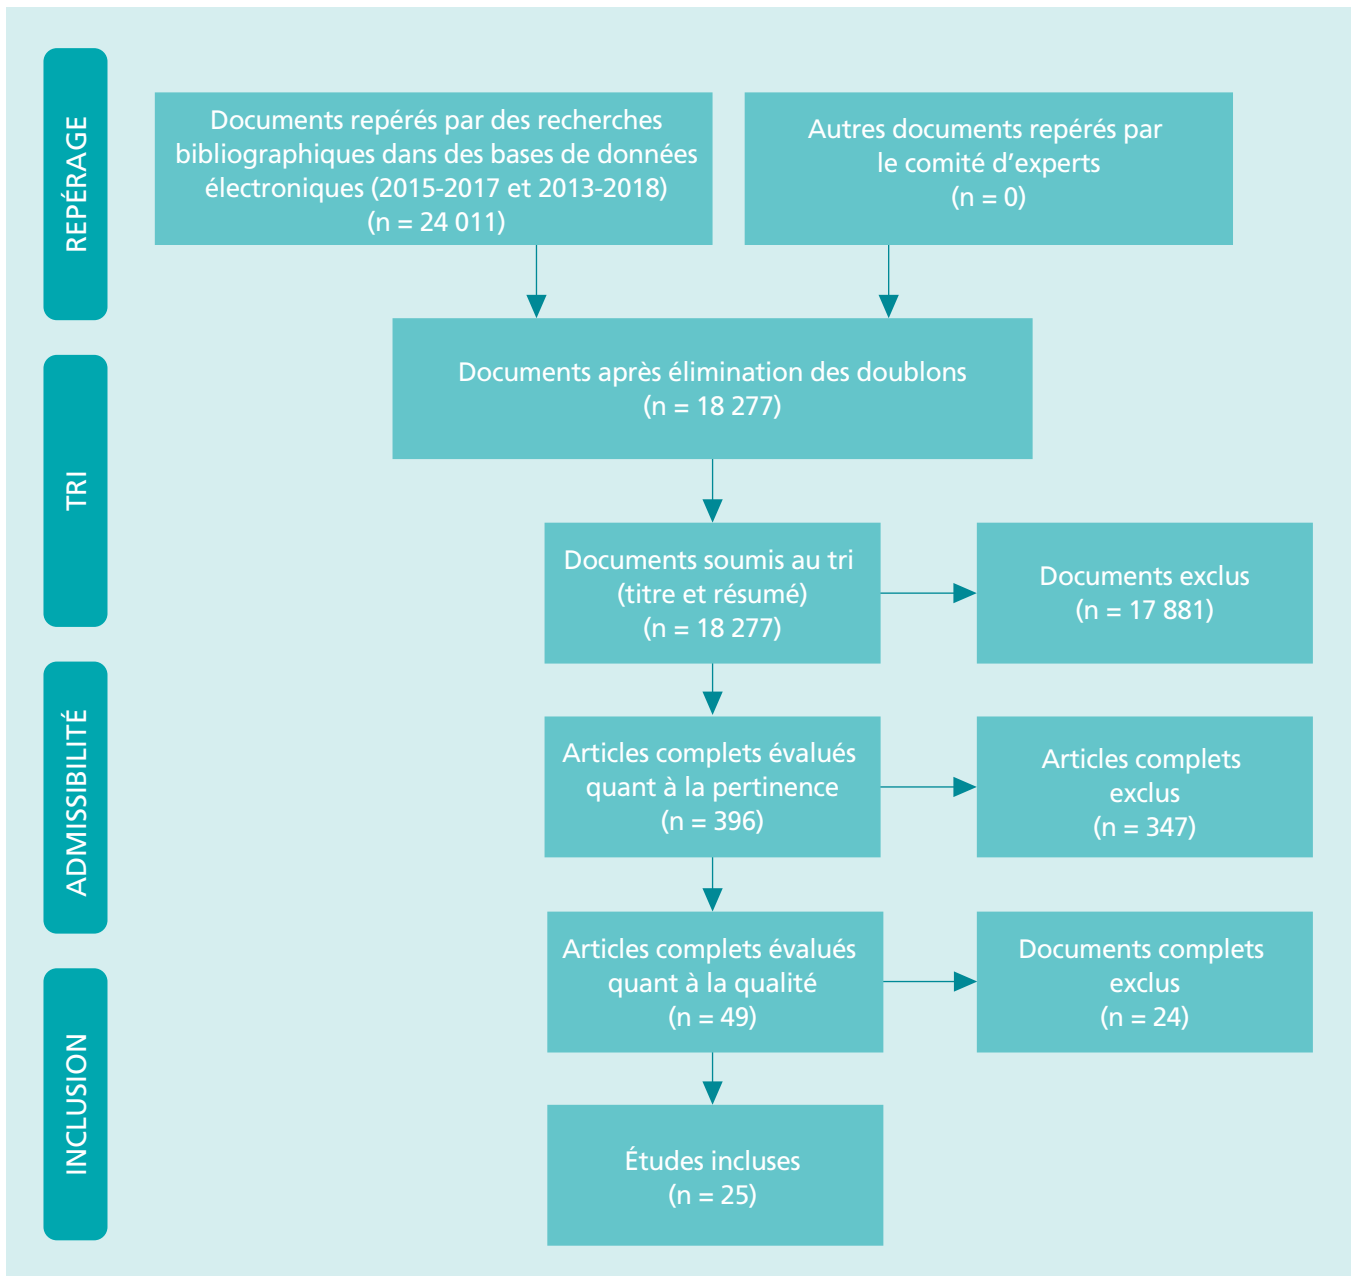 REPÉRAGE
Documents repérés par des recherches
bibliographiques dans des bases de données
électroniques (2015-2017 et 2013-2018)
(n = 24 011)
Autres documents repérés par
le comité d’experts
(n = 0)
TRI
Documents après élimination des doublons
(n = 18 277)
Documents soumis au tri
(titre et résumé)
(n = 18 277)
Documents exclus
(n = 17 881)
ADMISSIBILITÉ
Articles complets évalués
quant à la pertinence
(n = 396)
Articles complets
exclus
(n = 347)
Articles complets évalués
quant à la qualité
(n = 49)
Documents complets
exclus
(n = 24)
INCLUSION
Études incluses
(n = 25)